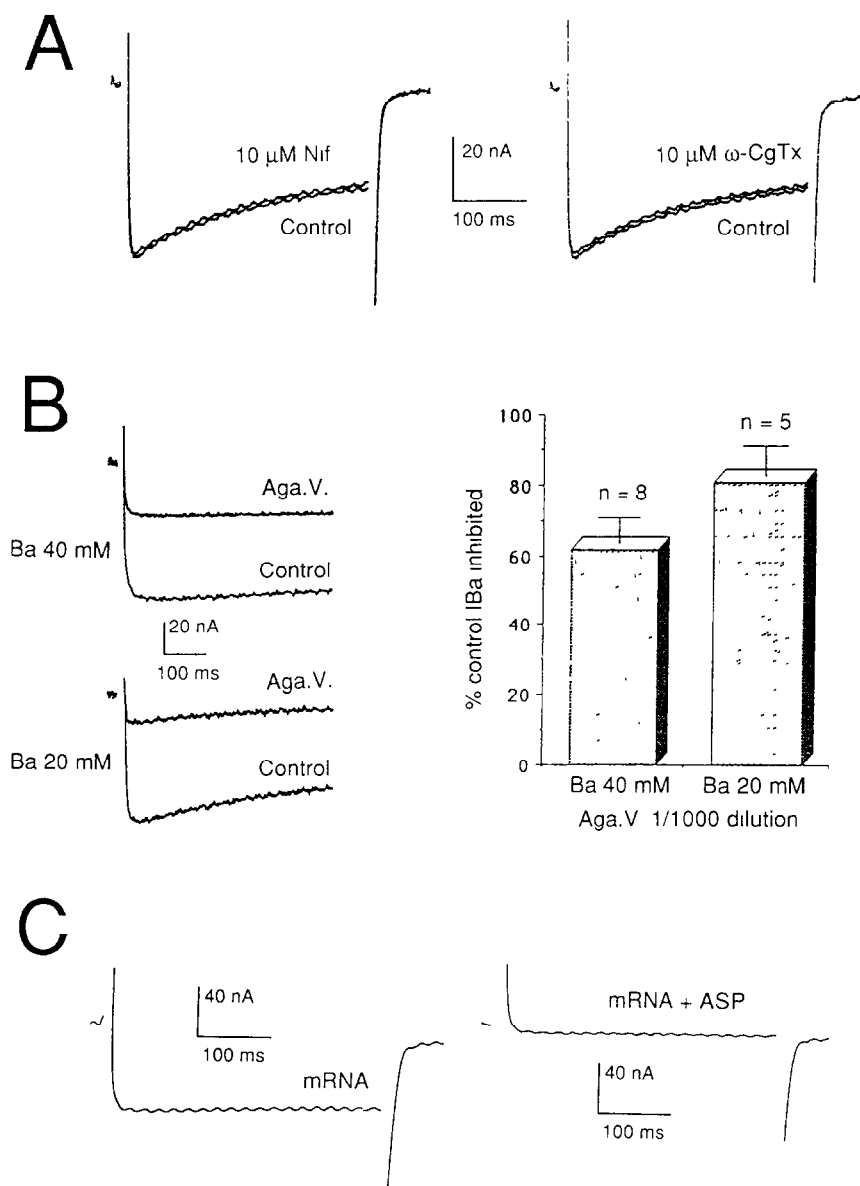 A
10 µM Nif
Control
20 nA
100 ms
10 µM ω-CgTx
Control
B
Ba 40 mM
Aga.V.
Control
20 nA
100 ms
Ba 20 mM
Aga.V.
Control
% control IBa inhibited
100
80
60
40
20
0
n = 8
n = 5
Ba 40 mM
Ba 20 mM
Aga.V 1/1000 dilution
C
40 nA
100 ms
mRNA
mRNA + ASP
40 nA
100 ms